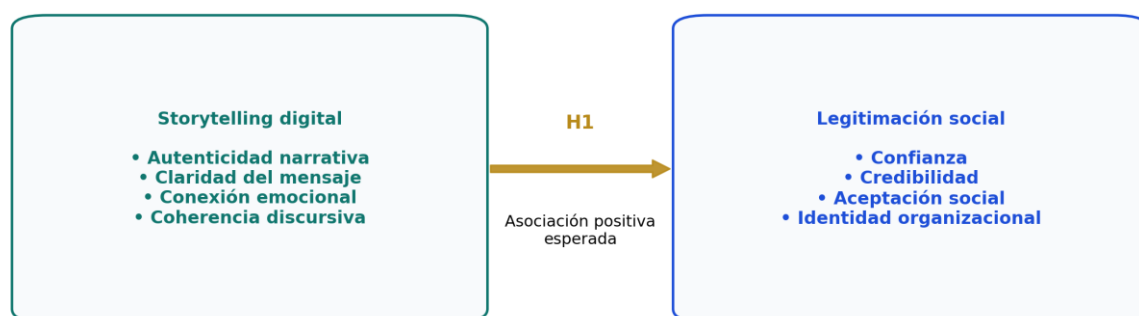 Storytelling digital
• Autenticidad narrativa
• Claridad del mensaje
• Conexión emocional
• Coherencia discursiva
H1
Asociación positiva
esperada
Legitimación social
• Confianza
• Credibilidad
• Aceptación social
• Identidad organizacional